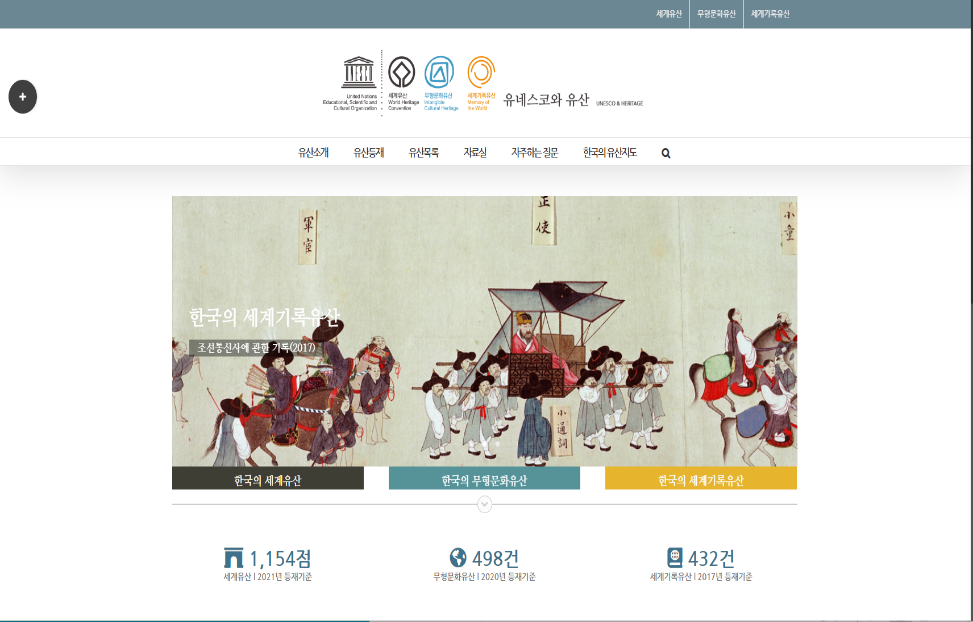 세계유산 무형문화유산 세계기록유산
United Nations
Educational, Scientific and
Cultural Organization
세계유산
World Heritage
Convention
무형문화유산
Intangible
Cultural Heritage
세계기록유산
Memory of
the World
유네스코와 유산 UNESCO & HERITAGE
유산소개 유산등재 유산목록 자료실 자주하는 질문 한국의 유산지도
軍官
正使
小童
한국의 세계기록유산
조선통신사에 관한 기록(2017)
小通詞
한국의 세계유산 한국의 무형문화유산 한국의 세계기록유산
1,154점 498건 432건
세계유산 | 2021년 등재기준 무형문화유산 | 2020년 등재기준 세계기록유산 | 2017년 등재기준